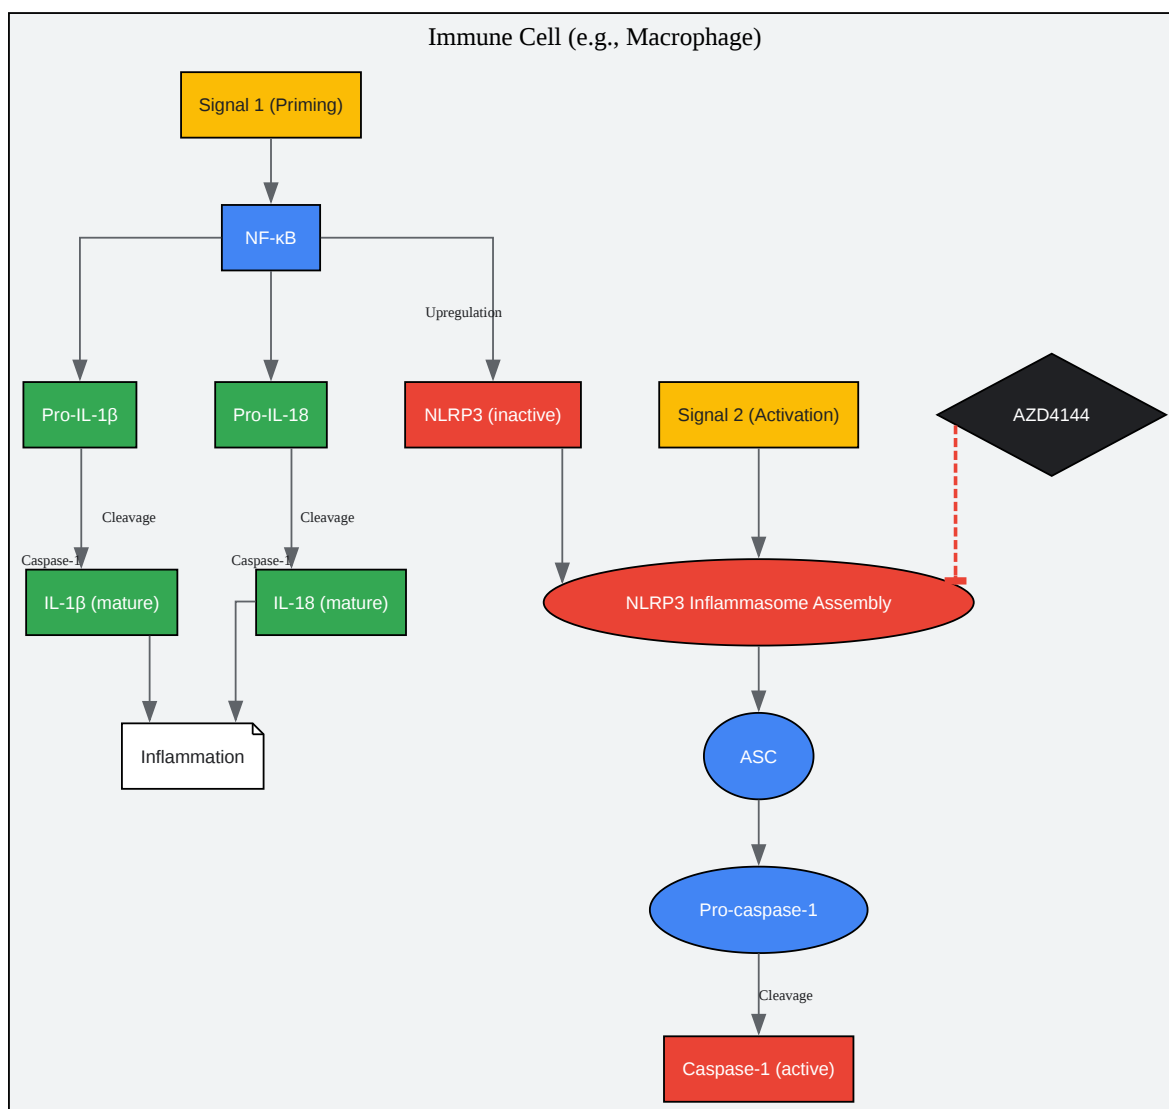 Immune Cell (e.g., Macrophage)
Signal 1 (Priming)
NF-κB
Upregulation
Pro-IL-1β
Pro-IL-18
NLRP3 (inactive)
Signal 2 (Activation)
AZD4144
Cleavage
Cleavage
Caspase-1
Caspase-1
IL-1β (mature)
IL-18 (mature)
NLRP3 Inflammasome Assembly
Inflammation
ASC
Pro-caspase-1
Cleavage
Caspase-1 (active)